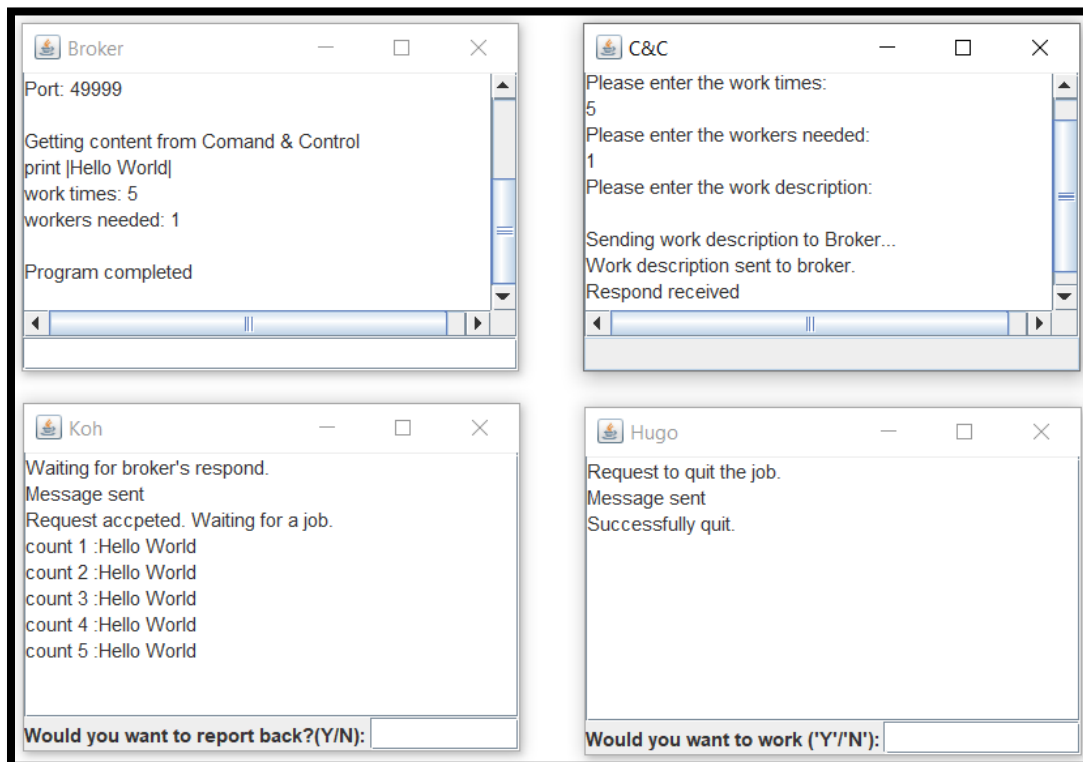 Broker
Port: 49999
Getting content from Comand & Control
print |Hello World|
work times: 5
workers needed: 1
Program completed
C&C
Please enter the work times:
5
Please enter the workers needed:
1
Please enter the work description:
Sending work description to Broker...
Work description sent to broker.
Respond received
Koh
Waiting for broker's respond.
Message sent
Request accpeted. Waiting for a job.
count 1 :Hello World
count 2 :Hello World
count 3 :Hello World
count 4 :Hello World
count 5 :Hello World
Would you want to report back?(Y/N):
Hugo
Request to quit the job.
Message sent
Successfully quit.
Would you want to work ('Y'/'N'):